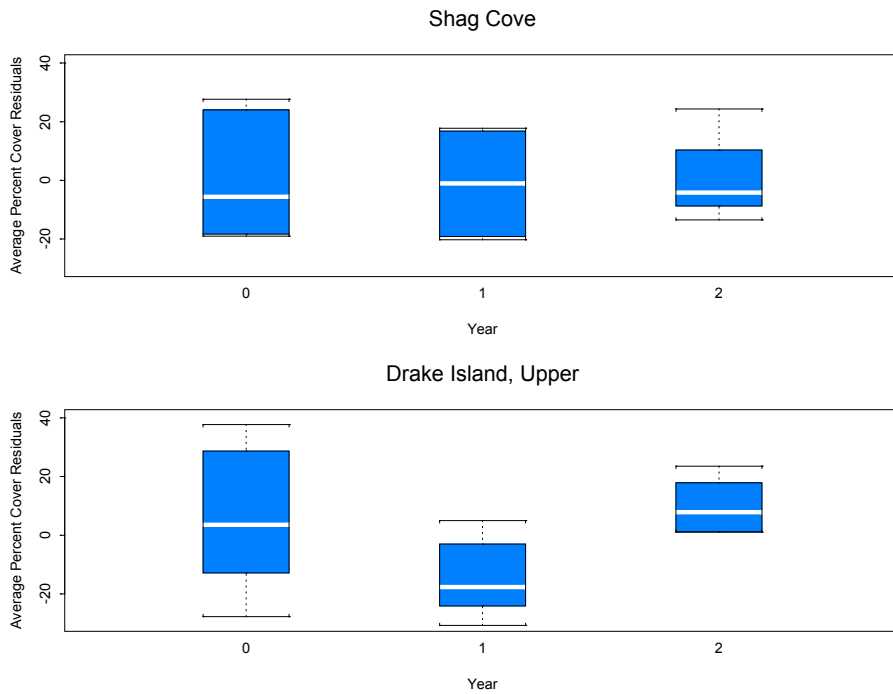 Shag Cove
Average Percent Cover Residuals
40
20
0
-20
0 1 2
Year
Drake Island, Upper
Average Percent Cover Residuals
40
20
0
-20
0 1 2
Year